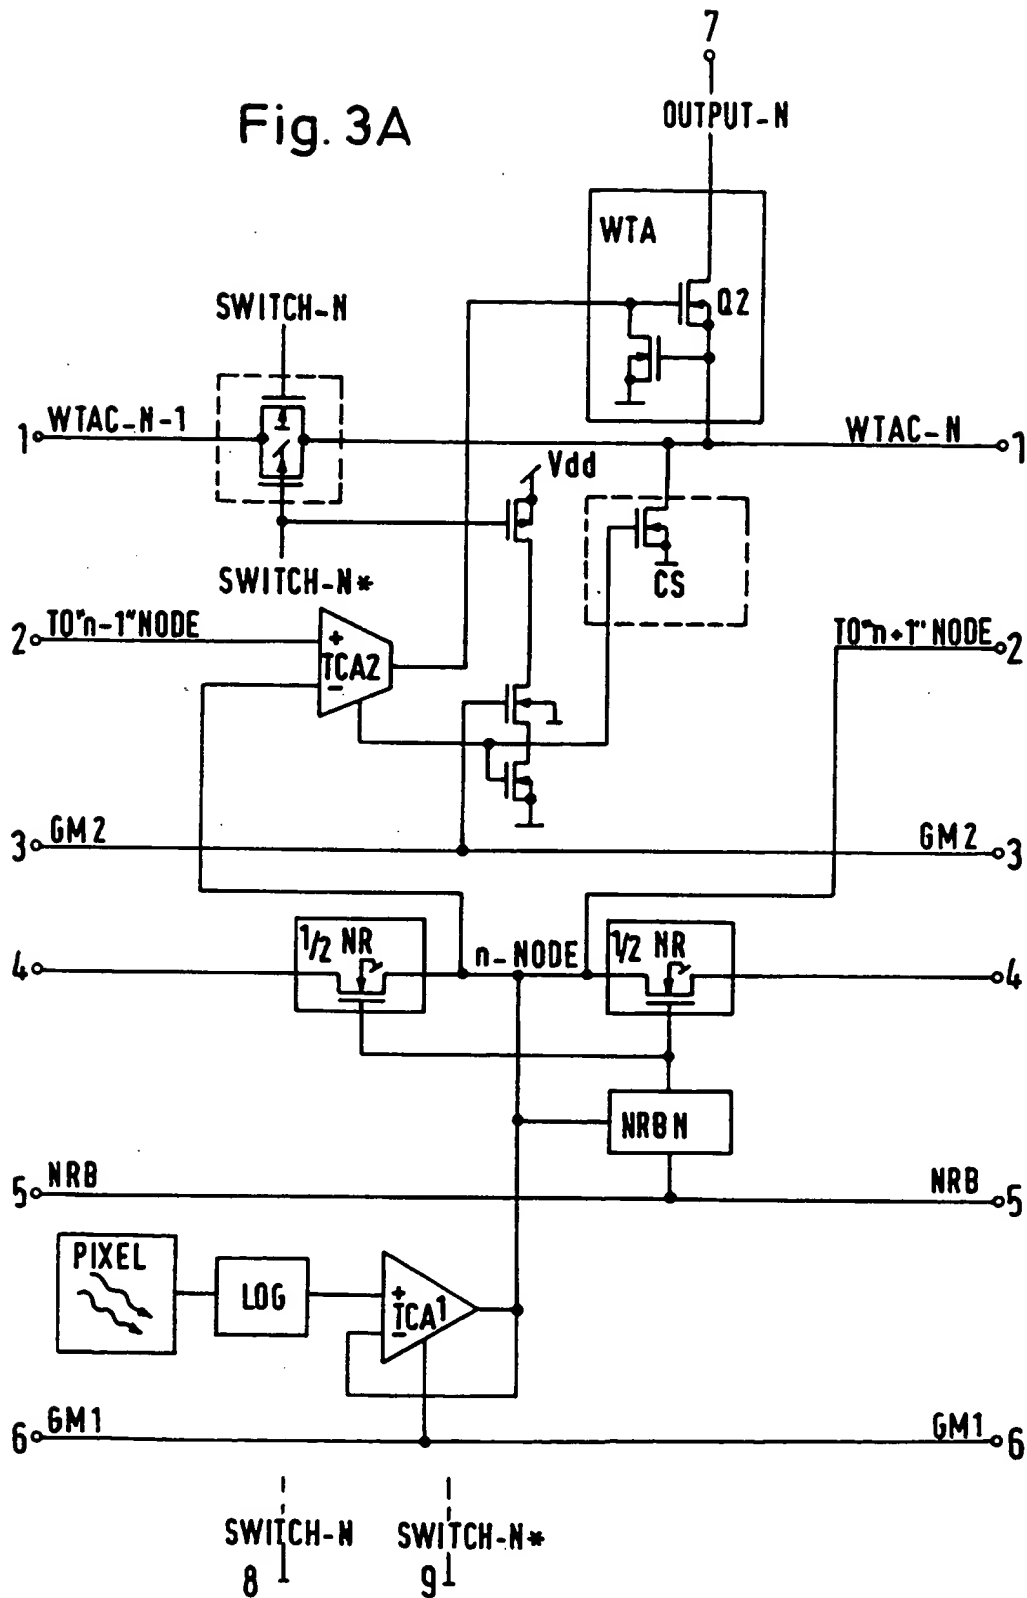 7
OUTPUT-N
Fig. 3A
WTA
Q2
SWITCH-N
1 WTAC-N-1
WTAC-N 1
Vdd
CS
SWITCH-N*
2 TO"n-1"NODE
TO"n+1"NODE 2
+
TCA2
-
3 GM2
GM2 3
1/2 NR
n-NODE
1/2 NR
4
4
NRBN
5 NRB
NRB 5
PIXEL
LOG
+
TCA1
-
6 GM1
GM1 6
SWITCH-N
SWITCH-N*
8
9